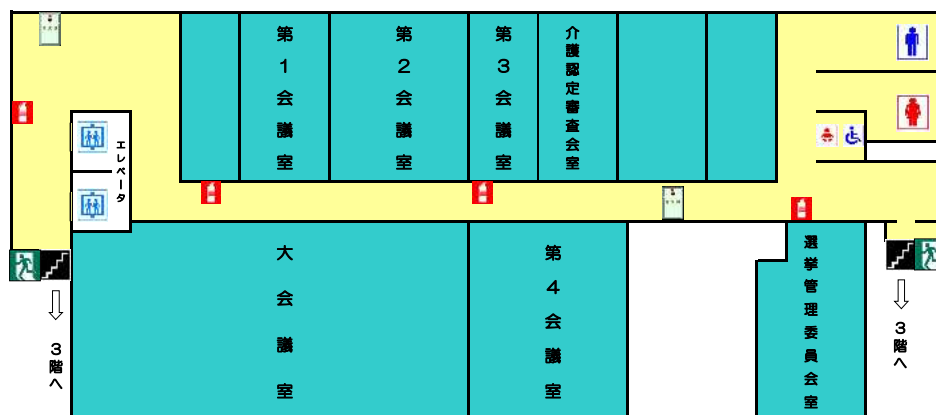 第1会議室
第2会議室
第3会議室
介護認定審査会室
エレベータ
大会議室
第4会議室
選挙管理委員会室
3階へ
3階へ